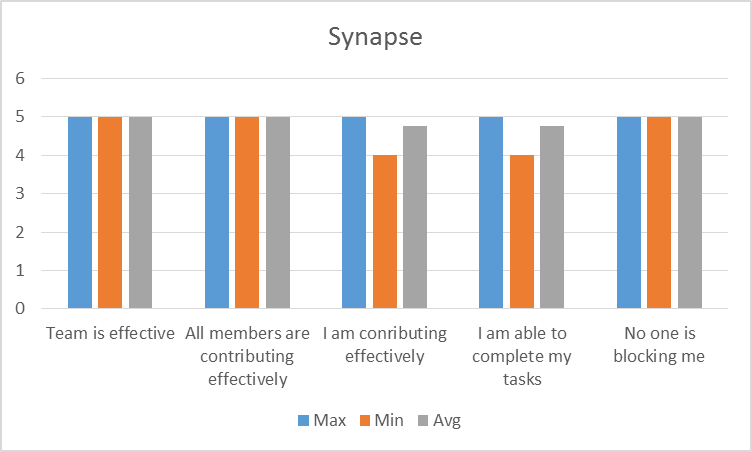 Synapse
6
5
4
3
2
1
0
Team is effective
All members are
contributing
effectively
I am conributing
effectively
I am able to
complete my
tasks
No one is
blocking me
Max Min Avg